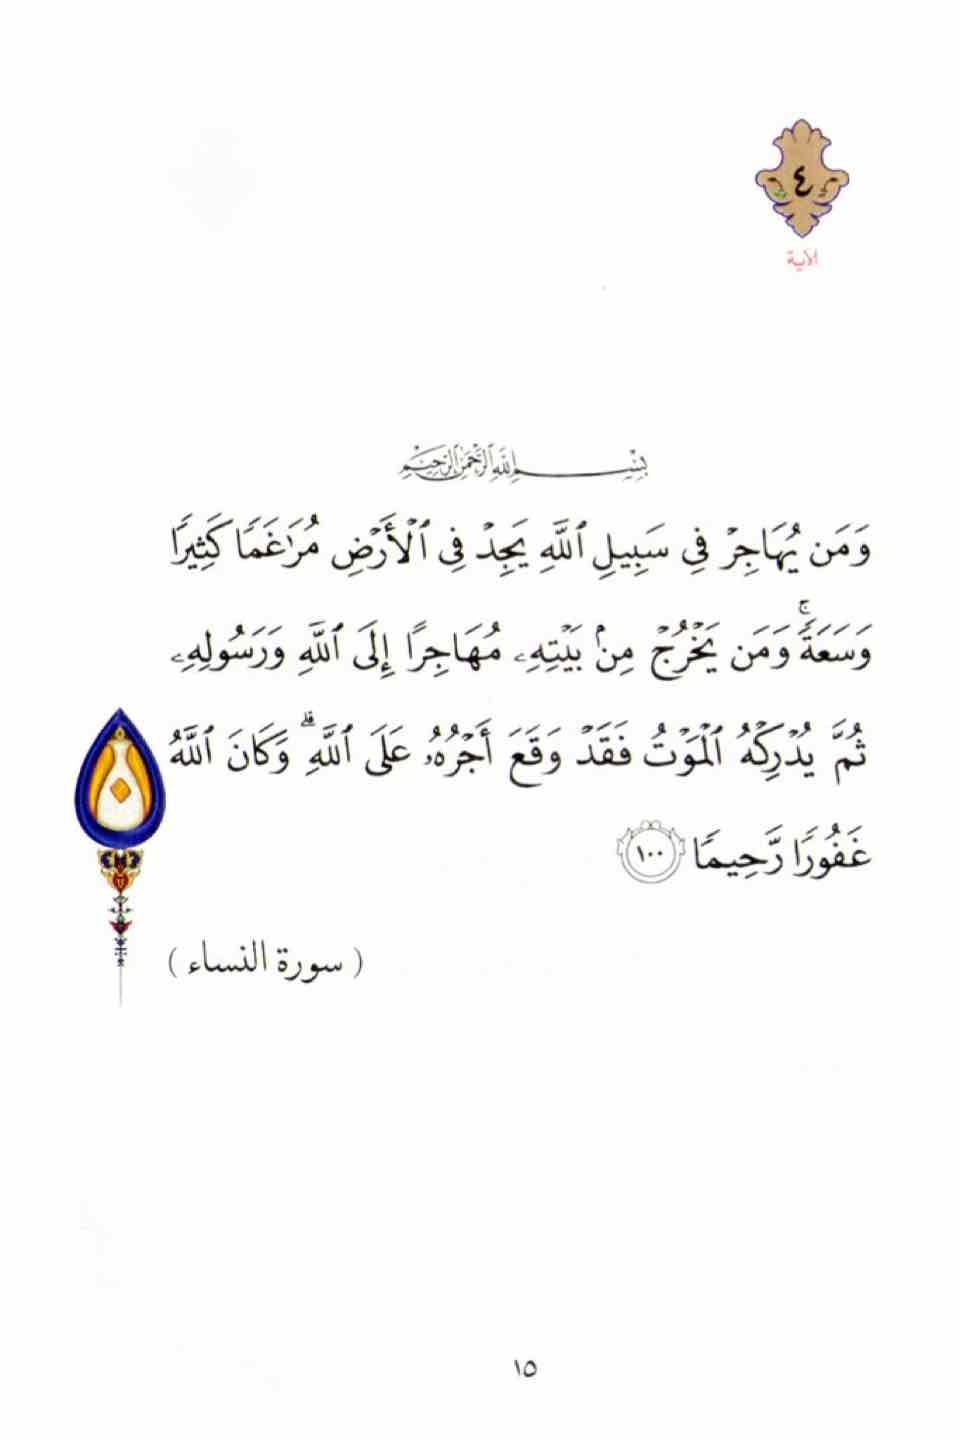 ٤
الآية
بِسْمِ اللَّهِ الرَّحْمَٰنِ الرَّحِيمِ
وَمَن يُهَاجِرْ فِي سَبِيلِ ٱللَّهِ يَجِدْ فِي ٱلْأَرْضِ مُرَٰغَمًا كَثِيرًا
وَسَعَةً ۚ وَمَن يَخْرُجْ مِنۢ بَيْتِهِۦ مُهَاجِرًا إِلَى ٱللَّهِ وَرَسُولِهِۦ
ثُمَّ يُدْرِكْهُ ٱلْمَوْتُ فَقَدْ وَقَعَ أَجْرُهُۥ عَلَى ٱللَّهِ ۗ وَكَانَ ٱللَّهُ
غَفُورًا رَّحِيمًا ١٠٠
( سورة النساء )
١٥